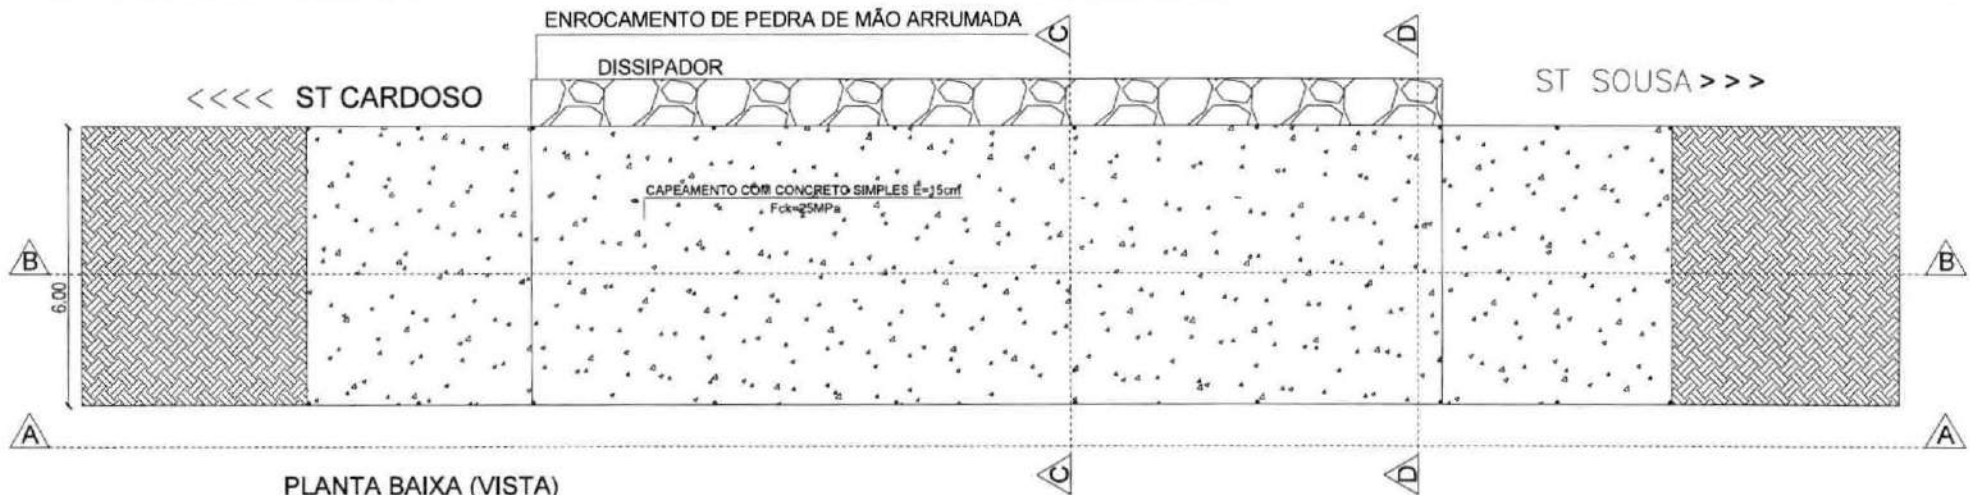 ENROCAMENTO DE PEDRA DE MÃO ARRUMADA
C
D
DISSIPADOR
<<<< ST CARDOSO
ST SOUSA >>>
CAPEAMENTO COM CONCRETO SIMPLES E=15cm
Fck=25MPa
B
B
6.00
A
A
C
D
PLANTA BAIXA (VISTA)